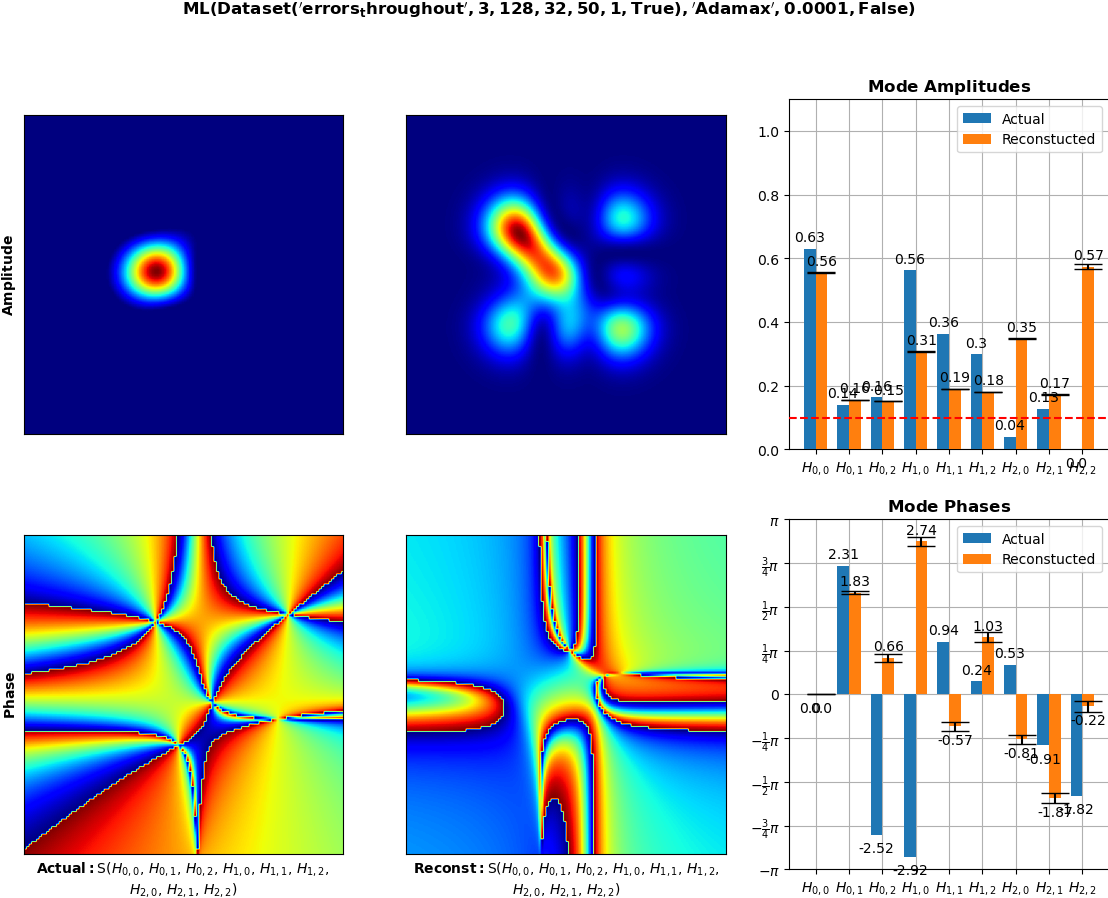 ML(Dataset('errors_throughout', 3, 128, 32, 50, 1, True), 'Adamax', 0.0001, False)
Amplitude
Mode Amplitudes
Actual
Reconstucted
1.0
0.8
0.6
0.4
0.2
0.0
0.63
0.56
0.14
0.16
0.16
0.15
0.56
0.31
0.36
0.19
0.3
0.18
0.04
0.35
0.13
0.17
0.0
0.57
H0,0 H0,1 H0,2 H1,0 H1,1 H1,2 H2,0 H2,1 H2,2
Phase
Actual: S(H0,0, H0,1, H0,2, H1,0, H1,1, H1,2,
H2,0, H2,1, H2,2)
Reconst: S(H0,0, H0,1, H0,2, H1,0, H1,1, H1,2,
H2,0, H2,1, H2,2)
Mode Phases
Actual
Reconstucted
π
3/4π
1/2π
1/4π
0
−1/4π
−1/2π
−3/4π
−π
0.0
0.0
2.31
1.83
-2.52
0.66
-2.92
2.74
0.94
-0.57
0.24
1.03
0.53
-0.81
-0.91
-1.87
-1.82
-0.22
H0,0 H0,1 H0,2 H1,0 H1,1 H1,2 H2,0 H2,1 H2,2